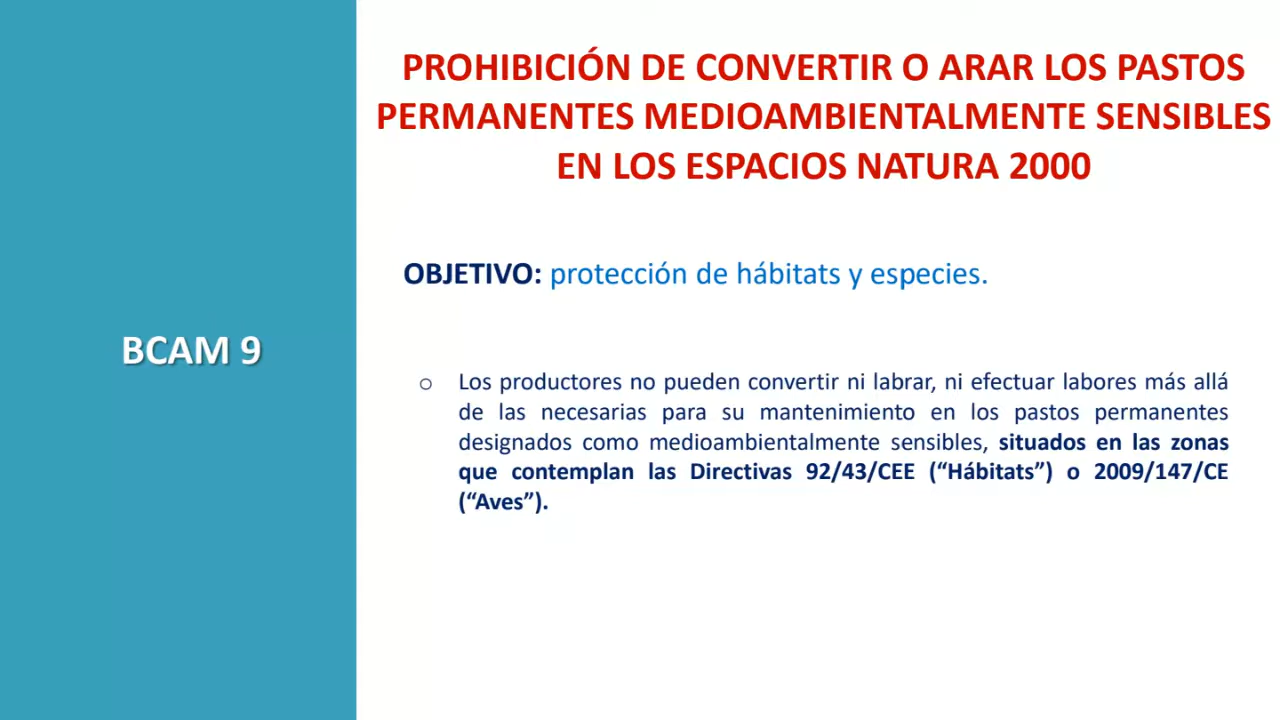 PROHIBICIÓN DE CONVERTIR O ARAR LOS PASTOS
PERMANENTES MEDIOAMBIENTALMENTE SENSIBLES
EN LOS ESPACIOS NATURA 2000
OBJETIVO: protección de hábitats y especies.
BCAM 9
o Los productores no pueden convertir ni labrar, ni efectuar labores más allá
de las necesarias para su mantenimiento en los pastos permanentes
designados como medioambientalmente sensibles, situados en las zonas
que contemplan las Directivas 92/43/CEE (“Hábitats”) o 2009/147/CE
(“Aves”).